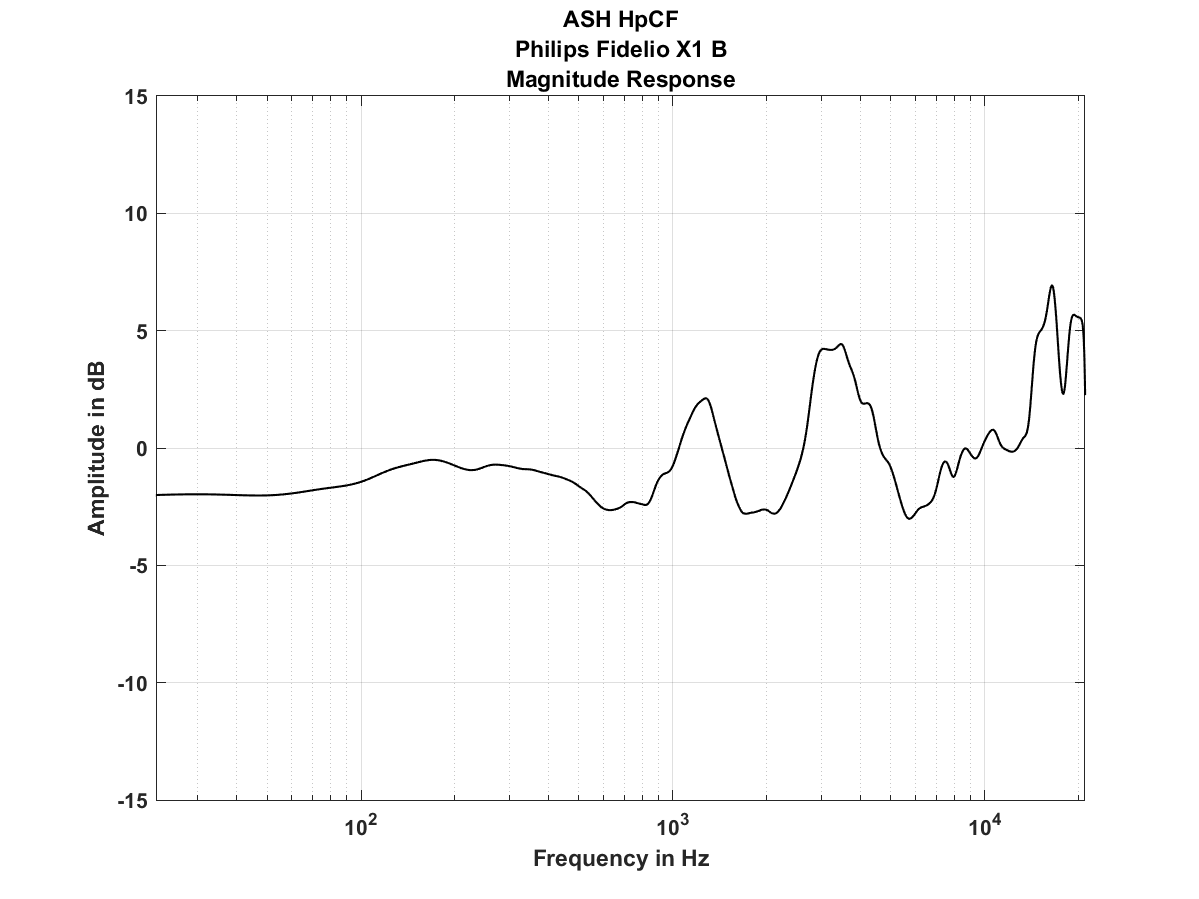 ASH HpCF
Philips Fidelio X1 B
Magnitude Response
15
10
5
0
-5
-10
-15
Amplitude in dB
10²
10³
10⁴
Frequency in Hz